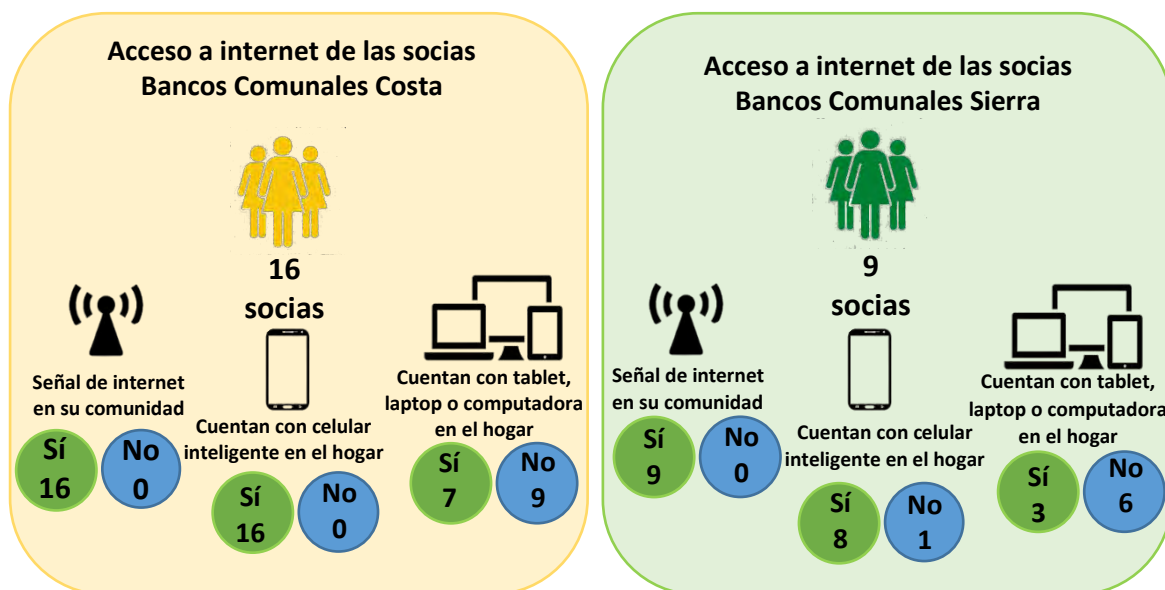 Acceso a internet de las socias
Bancos Comunales Costa
16
socias
Señal de internet
en su comunidad
Sí
16
No
0
Cuentan con celular
inteligente en el hogar
Sí
16
No
0
Cuentan con tablet,
laptop o computadora
en el hogar
Sí
7
No
9
Acceso a internet de las socias
Bancos Comunales Sierra
9
socias
Señal de internet
en su comunidad
Sí
9
No
0
Cuentan con celular
inteligente en el hogar
Sí
8
No
1
Cuentan con tablet,
laptop o computadora
en el hogar
Sí
3
No
6